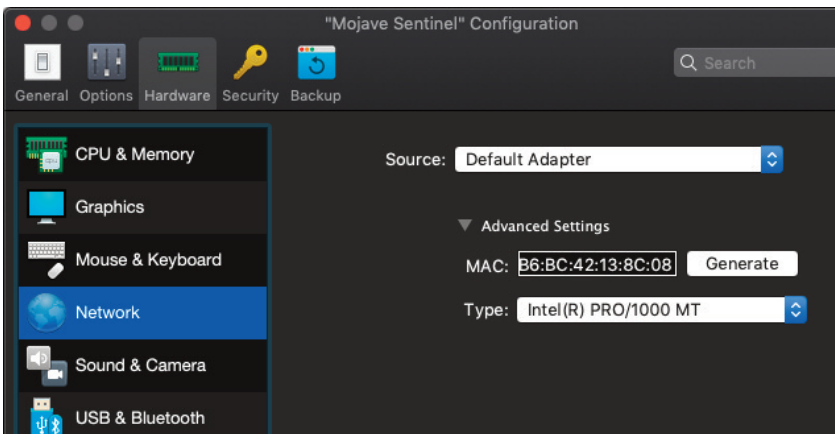 "Mojave Sentinel" Configuration
General Options Hardware Security Backup
Search
CPU & Memory
Graphics
Mouse & Keyboard
Network
Sound & Camera
USB & Bluetooth
Source: Default Adapter
Advanced Settings
MAC: B6:BC:42:13:8C:08 Generate
Type: Intel(R) PRO/1000 MT